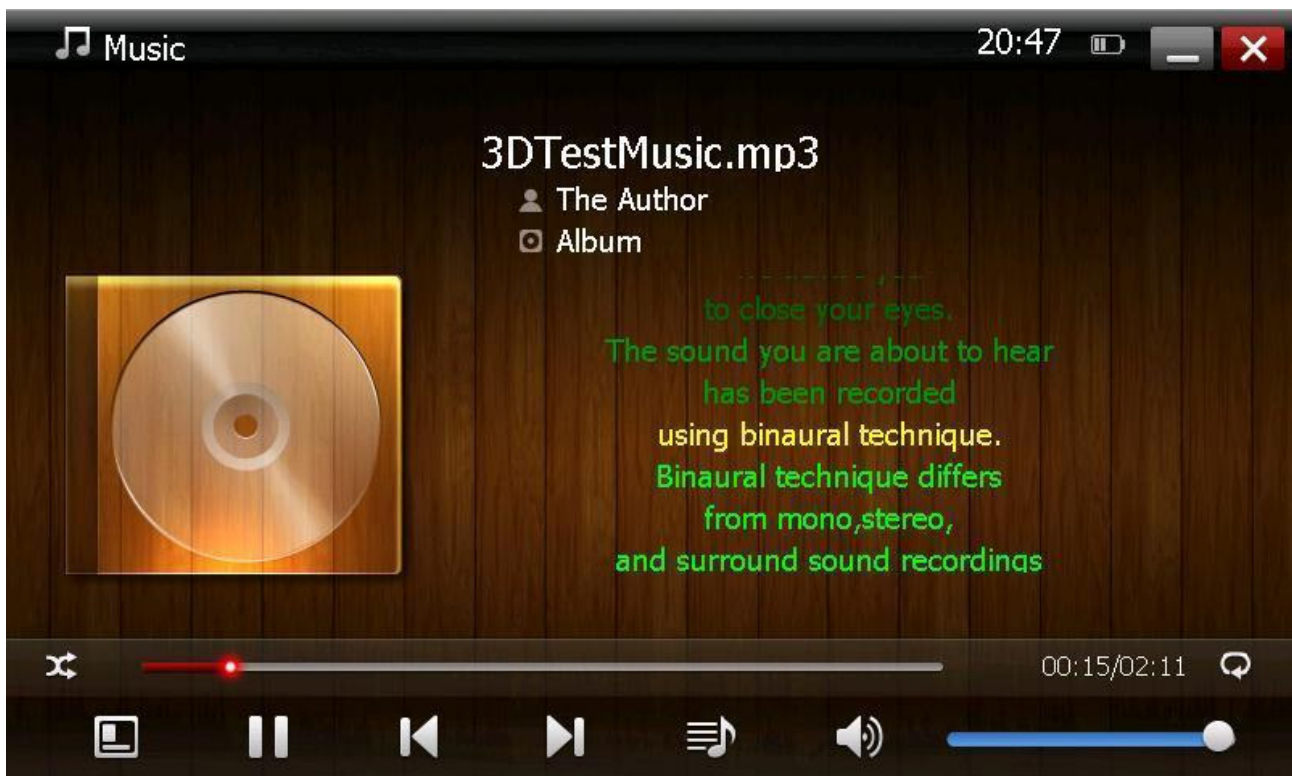 Music
20:47
3DTestMusic.mp3
The Author
Album
to close your eyes.
The sound you are about to hear
has been recorded
using binaural technique.
Binaural technique differs
from mono,stereo,
and surround sound recordings
00:15/02:11